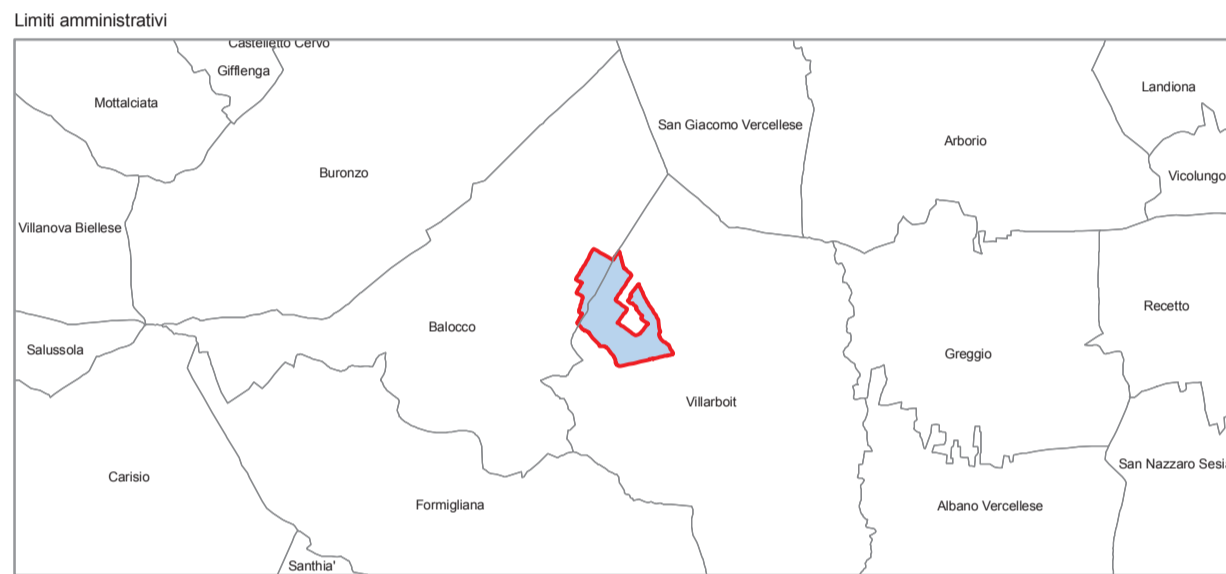 Limiti amministrativi
Castelletto Cervo
Gifflenga
Mottalciata
Landiona
San Giacomo Vercellese
Arborio
Buronzo
Vicolungo
Villanova Biellese
Recetto
Balocco
Salussola
Greggio
Villarboit
San Nazzaro Sesi
Carisio
Formigliana
Albano Vercellese
Santhia'